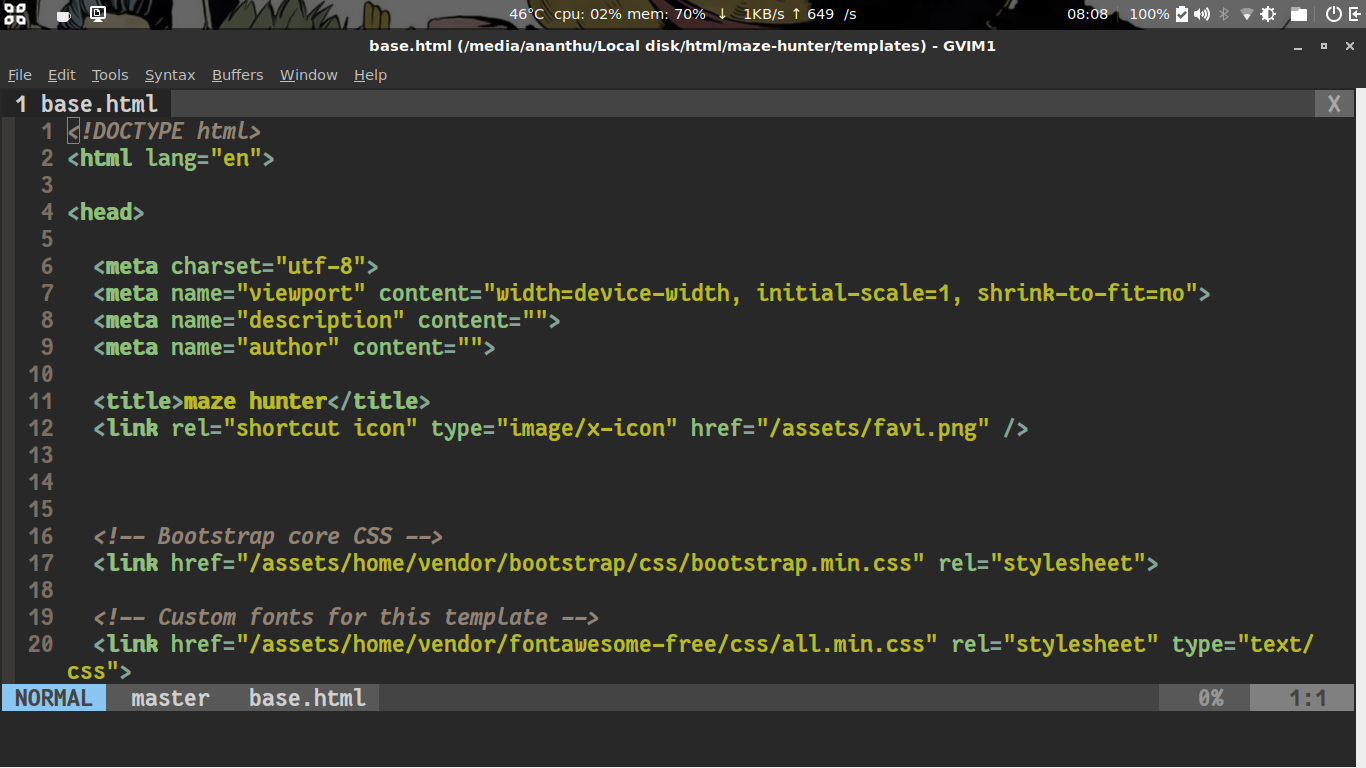 46°C cpu: 02% mem: 70% ↓ 1KB/s ↑ 649 /s 08:08 100%
base.html (/media/ananthu/Local disk/html/maze-hunter/templates) - GVIM1
File Edit Tools Syntax Buffers Window Help
1 base.html X
1 <!DOCTYPE html>
2 <html lang="en">
3
4 <head>
5
6   <meta charset="utf-8">
7   <meta name="viewport" content="width=device-width, initial-scale=1, shrink-to-fit=no">
8   <meta name="description" content="">
9   <meta name="author" content="">
10
11   <title>maze hunter</title>
12   <link rel="shortcut icon" type="image/x-icon" href="/assets/favi.png" />
13
14
15
16   <!-- Bootstrap core CSS -->
17   <link href="/assets/home/vendor/bootstrap/css/bootstrap.min.css" rel="stylesheet">
18
19   <!-- Custom fonts for this template -->
20   <link href="/assets/home/vendor/fontawesome-free/css/all.min.css" rel="stylesheet" type="text/
css">
NORMAL master base.html 0% 1:1